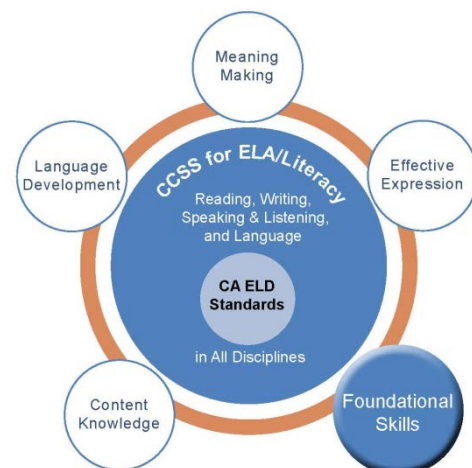 Meaning
Making
Language
Development
Effective
Expression
CCSS for ELA/Literacy
Reading, Writing,
Speaking & Listening,
and Language
CA ELD
Standards
in All Disciplines
Content
Knowledge
Foundational
Skills